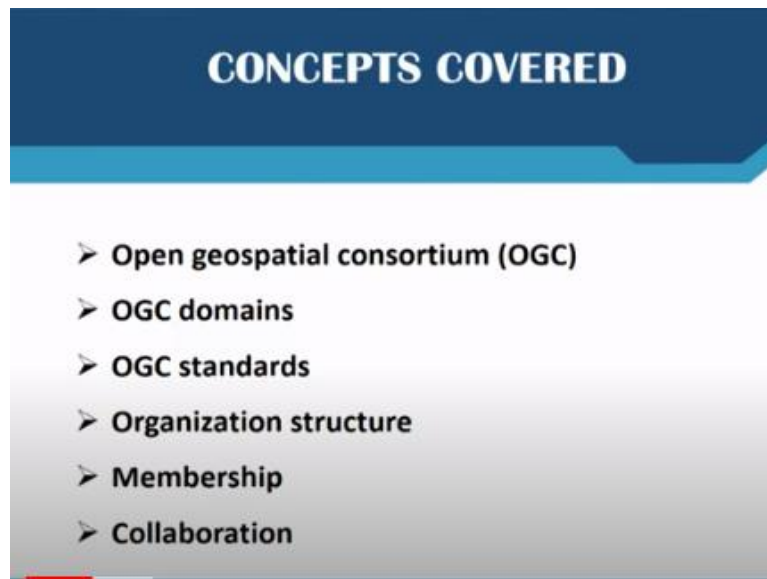 CONCEPTS COVERED
➢ Open geospatial consortium (OGC)
➢ OGC domains
➢ OGC standards
➢ Organization structure
➢ Membership
➢ Collaboration